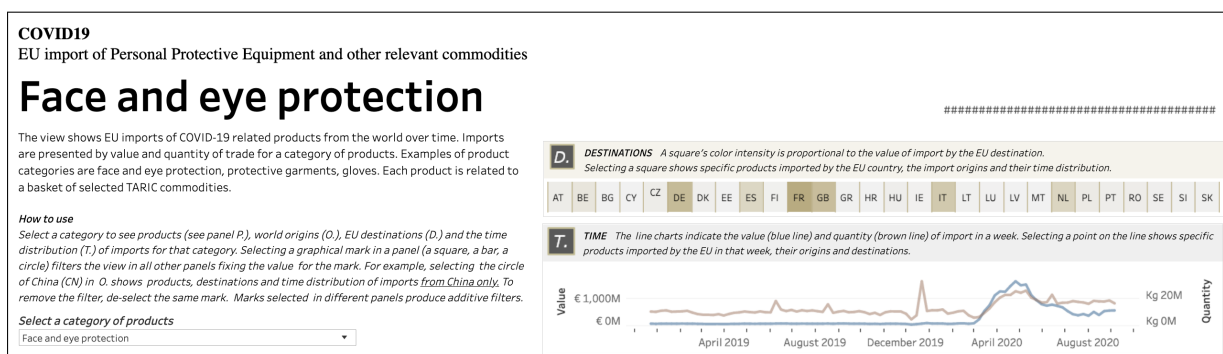 COVID19
EU import of Personal Protective Equipment and other relevant commodities
Face and eye protection
#######################################
The view shows EU imports of COVID-19 related products from the world over time. Imports
are presented by value and quantity of trade for a category of products. Examples of product
categories are face and eye protection, protective garments, gloves. Each product is related to
a basket of selected TARIC commodities.
How to use
Select a category to see products (see panel P.), world origins (O.), EU destinations (D.) and the time
distribution (T.) of imports for that category. Selecting a graphical mark in a panel (a square, a bar, a
circle) filters the view in all other panels fixing the value for the mark. For example, selecting the circle
of China (CN) in O. shows products, destinations and time distribution of imports from China only. To
remove the filter, de-select the same mark. Marks selected in different panels produce additive filters.
Select a category of products
Face and eye protection
D. DESTINATIONS A square's color intensity is proportional to the value of import by the EU destination.
Selecting a square shows specific products imported by the EU country, the import origins and their time distribution.
AT BE BG CY CZ DE DK EE ES FI FR GB GR HR HU IE IT LT LU LV MT NL PL PT RO SE SI SK
T. TIME The line charts indicate the value (blue line) and quantity (brown line) of import in a week. Selecting a point on the line shows specific
products imported by the EU in that week, their origins and destinations.
Value
€ 1,000M
€ 0M
Kg 20M
Kg 0M
Quantity
April 2019 August 2019 December 2019 April 2020 August 2020